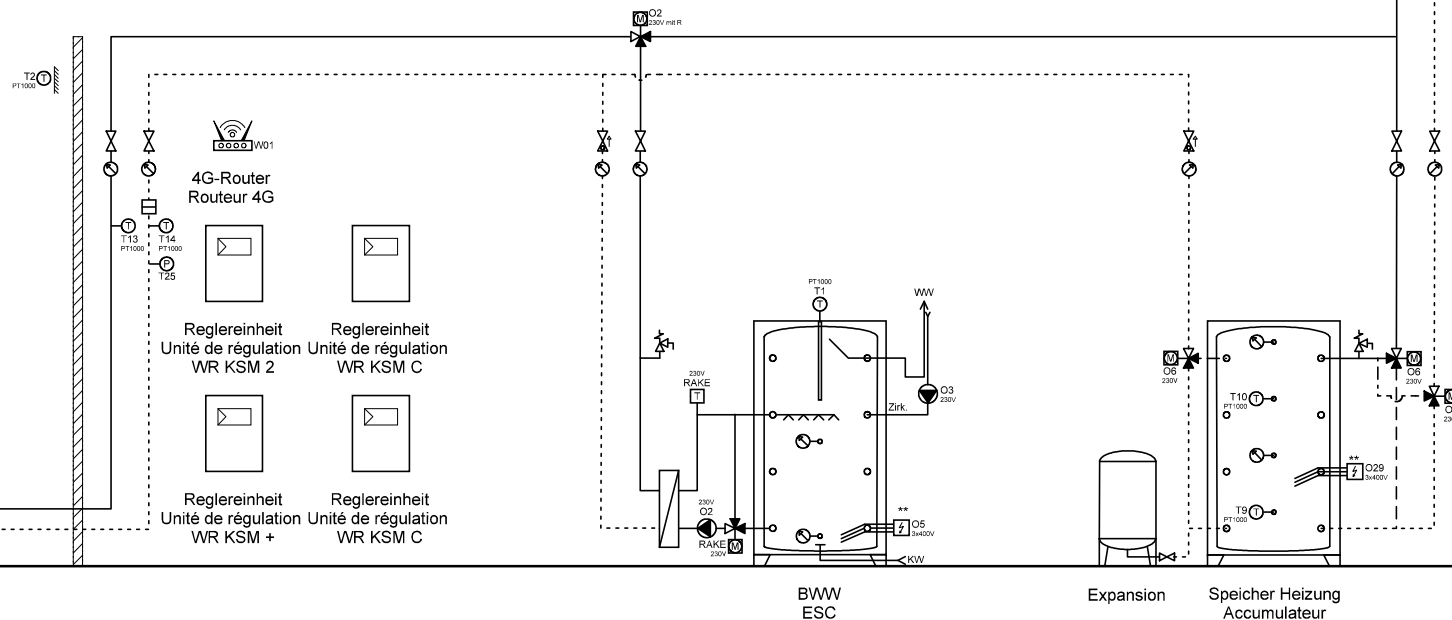 O2
230V mit R
T2
T
PT1000
M
W01
4G-Router
Routeur 4G
T
T13
PT1000
T
T14
PT1000
P
T25
Reglereinheit
Unité de régulation
WR KSM 2
Reglereinheit
Unité de régulation
WR KSM C
Reglereinheit
Unité de régulation
WR KSM +
Reglereinheit
Unité de régulation
WR KSM C
PT1000
T1
T
WW
230V
RAKE
T
O3
230V
Zirk.
230V
O2
RAKE
230V
M
**
O5
3x400V
KW
BWW
ESC
M
O6
230V
T10
PT1000
T
T9
PT1000
T
M
O6
230V
**
O29
3x400V
Expansion
Speicher Heizung
Accumulateur